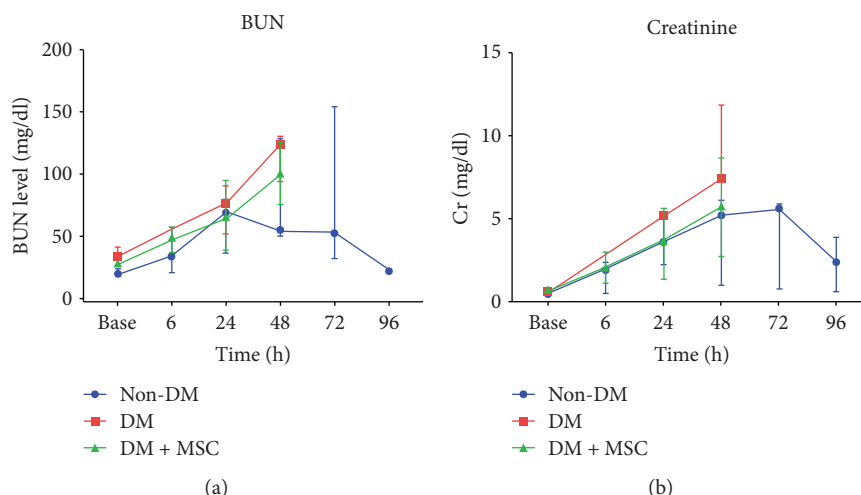 BUN
200
150
100
50
0
BUN level (mg/dl)
Base 6 24 48 72 96
Time (h)
Non-DM
DM
DM + MSC
(a)
Creatinine
15
10
5
0
Cr (mg/dl)
Base 6 24 48 72 96
Time (h)
Non-DM
DM
DM + MSC
(b)